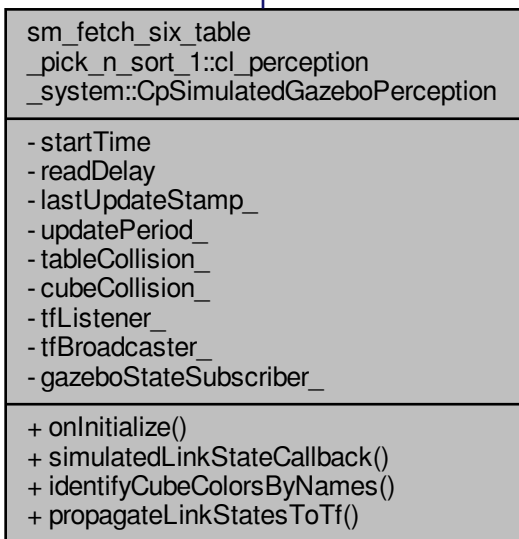 sm_fetch_six_table
_pick_n_sort_1::cl_perception
_system::CpSimulatedGazeboPerception
- startTime
- readDelay
- lastUpdateStamp_
- updatePeriod_
- tableCollision_
- cubeCollision_
- tfListener_
- tfBroadcaster_
- gazeboStateSubscriber_
+ onInitialize()
+ simulatedLinkStateCallback()
+ identifyCubeColorsByNames()
+ propagateLinkStatesToTf()